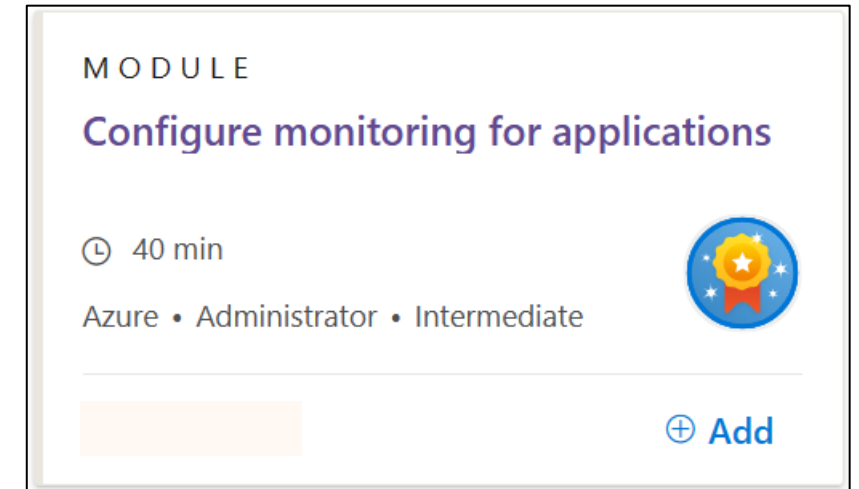 MODULE
Configure monitoring for applications
40 min
Azure • Administrator • Intermediate
Add